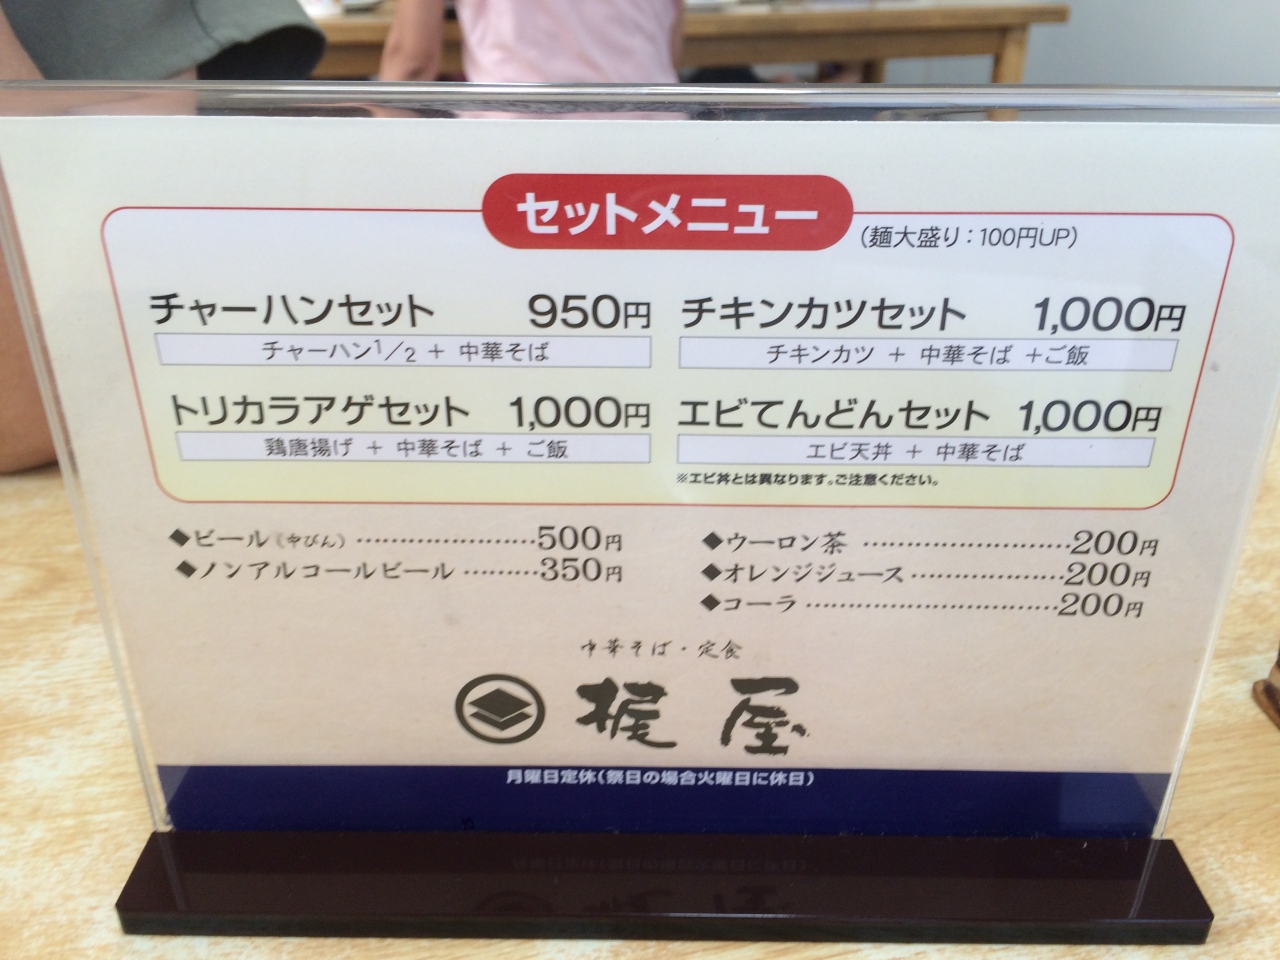 セットメニュー
(麺大盛り：100円UP)
チャーハンセット 950円
チャーハン1/2 + 中華そば
チキンカツセット 1,000円
チキンカツ + 中華そば +ご飯
トリカラアゲセット 1,000円
鶏唐揚げ + 中華そば + ご飯
エビてんどんセット 1,000円
エビ天丼 + 中華そば
※エビ丼とは異なります。ご注意ください。
◆ビール(中びん)…………………500円
◆ノンアルコールビール………350円
◆ウーロン茶……………………200円
◆オレンジジュース………………200円
◆コーラ…………………………200円
中華そば・定食
梶屋
月曜日定休(祭日の場合火曜日に休日)